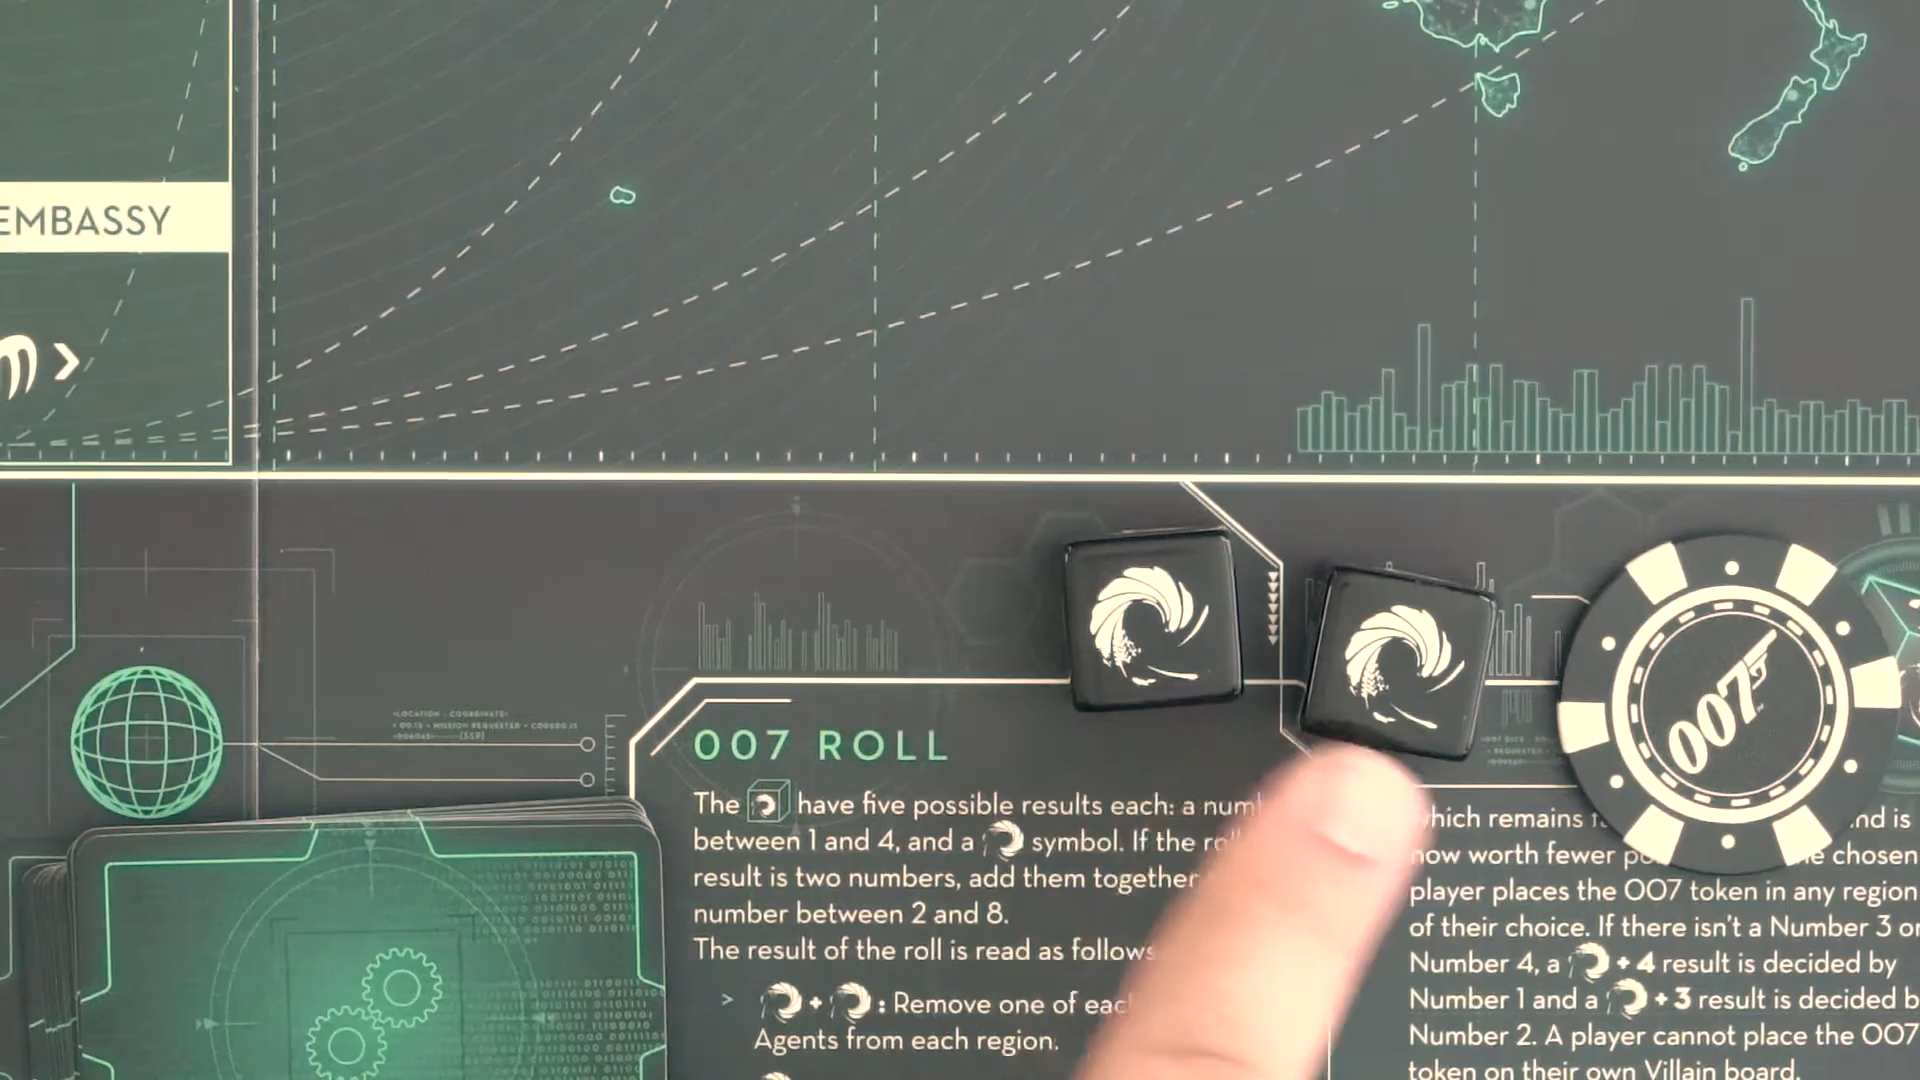 EMBASSY
007
007 ROLL
The have five possible results each: a
between 1 and 4, and a symbol. If the
result is two numbers, add them together
number between 2 and 8.
The result of the roll is read as follows
> + : Remove one of
Agents from each region.
which remains
now worth fewer chosen
player places the 007 token in any region
of their choice. If there isn't a Number 3 or
Number 4, a + 4 result is decided by
Number 1 and a + 3 result is decided
Number 2. A player cannot place the 007
token on their own Villain board.